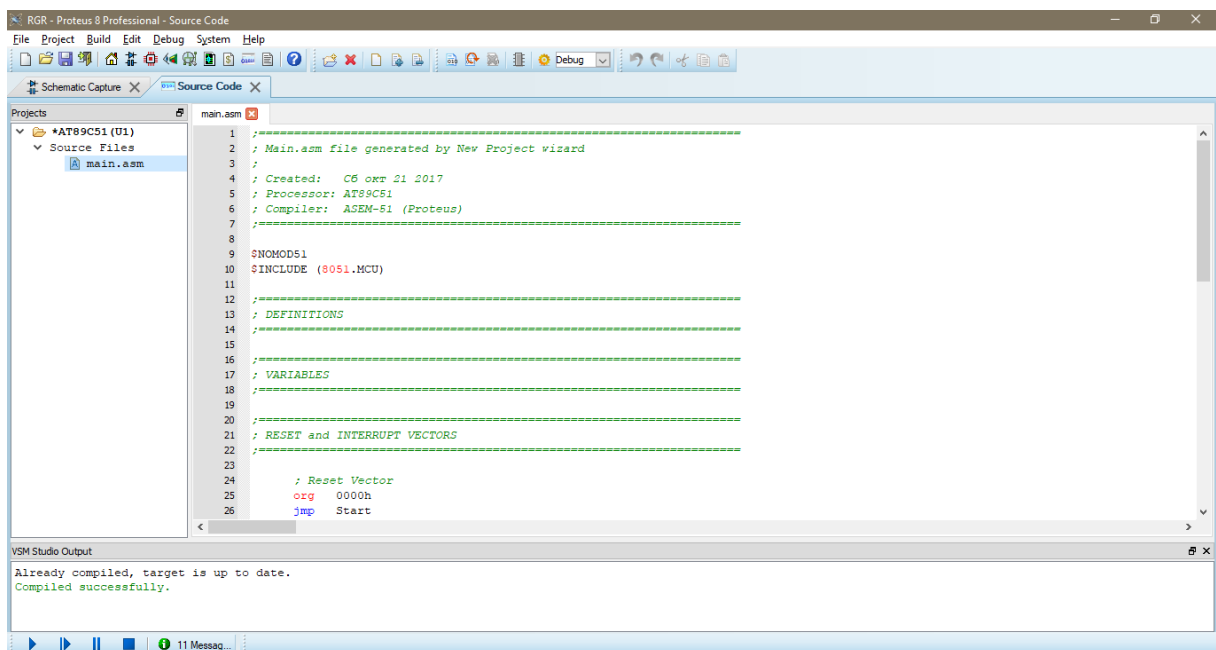 RGR - Proteus 8 Professional - Source Code
File Project Build Edit Debug System Help
Debug
Schematic Capture
Source Code
Projects
main.asm
*AT89C51 (U1)
Source Files
main.asm
1 ;====================================================================
2 ; Main.asm file generated by New Project wizard
3 ;
4 ; Created:   Сб окт 21 2017
5 ; Processor: AT89C51
6 ; Compiler:  ASEM-51 (Proteus)
7 ;====================================================================
8
9 $NOMOD51
10 $INCLUDE (8051.MCU)
11
12 ;====================================================================
13 ; DEFINITIONS
14 ;====================================================================
15
16 ;====================================================================
17 ; VARIABLES
18 ;====================================================================
19
20 ;====================================================================
21 ; RESET and INTERRUPT VECTORS
22 ;====================================================================
23
24 ; Reset Vector
25 org   0000h
26 jmp   Start
VSM Studio Output
Already compiled, target is up to date.
Compiled successfully.
11 Messag...